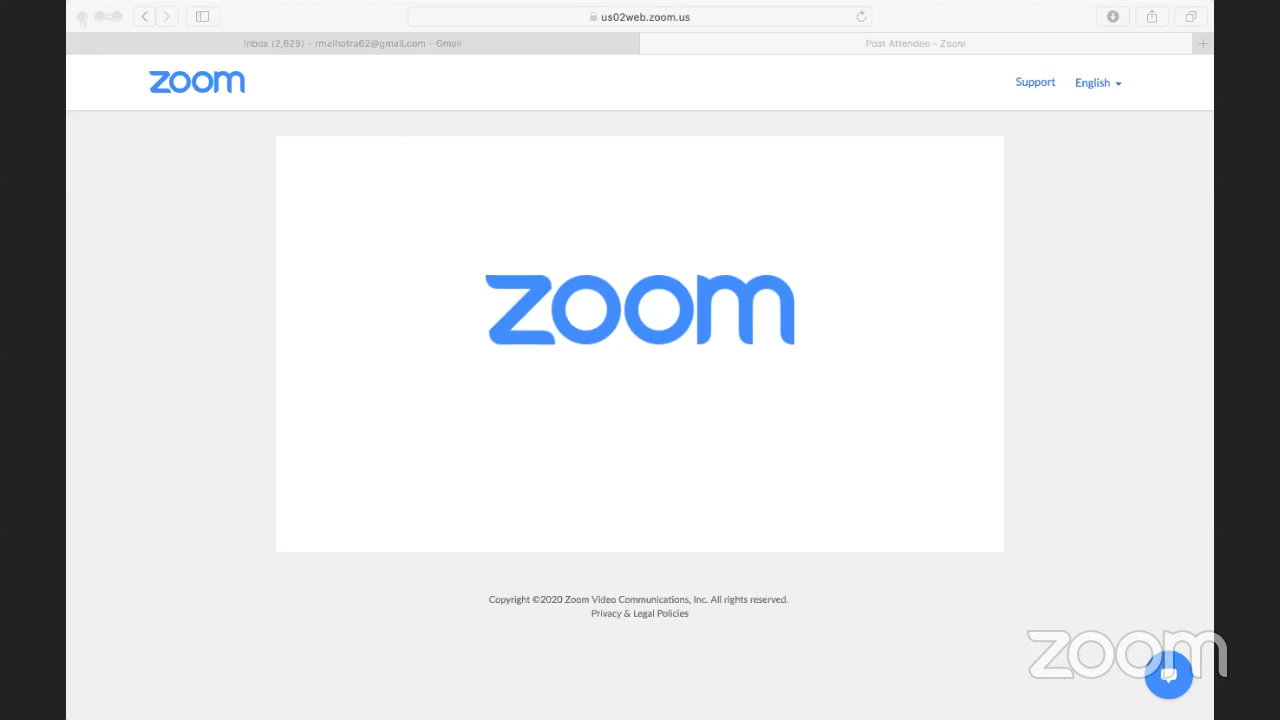 us02web.zoom.us
Inbox (2,629) – rmelhotra62@gmail.com – Gmail
Post Attendee - Zoom
zoom
Support
English
zoom
Copyright ©2020 Zoom Video Communications, Inc. All rights reserved.
Privacy & Legal Policies
zoom